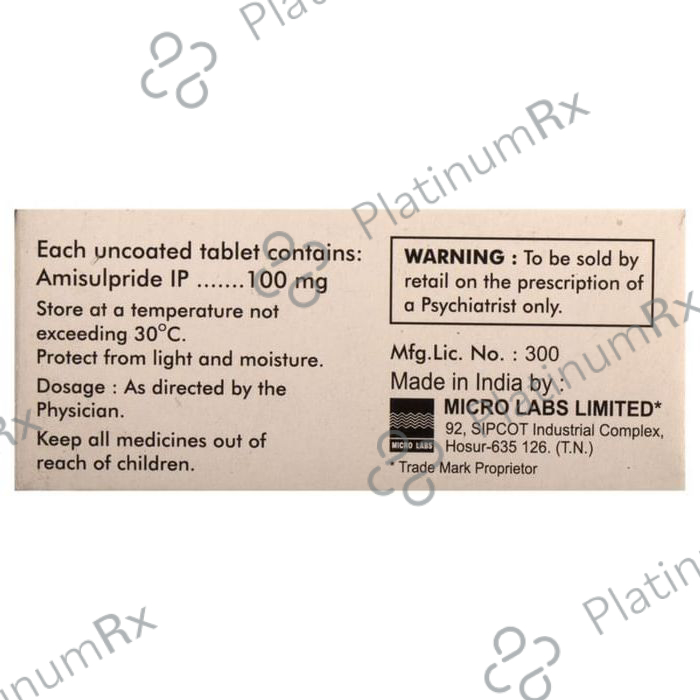 Each uncoated tablet contains:
Amisulpride IP .......100 mg
Store at a temperature not
exceeding 30°C.
Protect from light and moisture.
Dosage : As directed by the
Physician.
Keep all medicines out of
reach of children.
WARNING : To be sold by
retail on the prescription of
a Psychiatrist only.
Mfg.Lic. No. : 300
Made in India by :
MICRO LABS LIMITED*
92, SIPCOT Industrial Complex,
Hosur-635 126. (T.N.)
MICRO LABS
* Trade Mark Proprietor
PlatinumRx
PlatinumRx
PlatinumRx